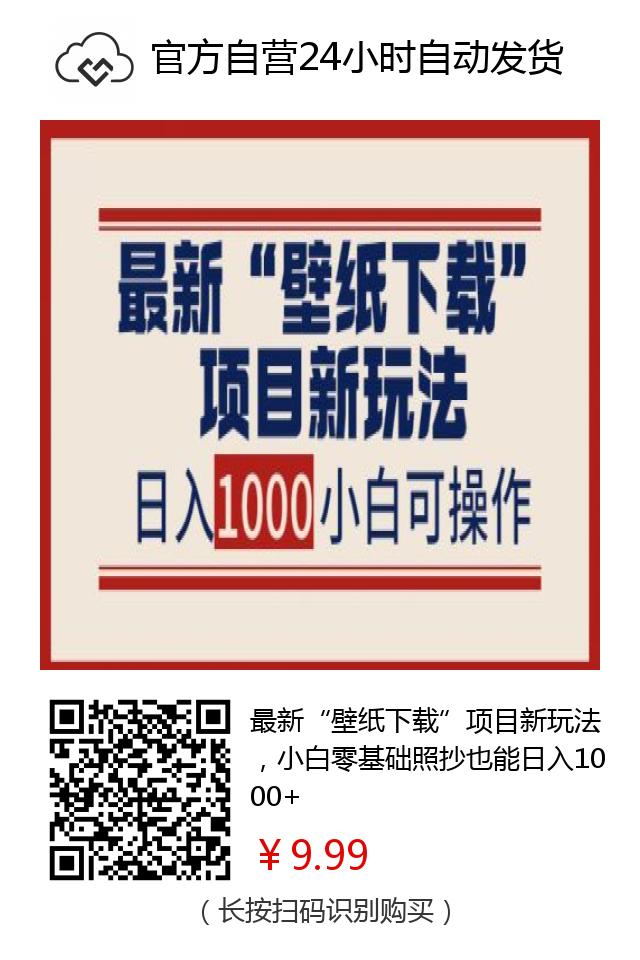 官方自营24小时自动发货
最新“壁纸下载”
项目新玩法
日入1000小白可操作
最新“壁纸下载”项目新玩法
，小白零基础照抄也能日入10
00+
￥9.99
（长按扫码识别购买）